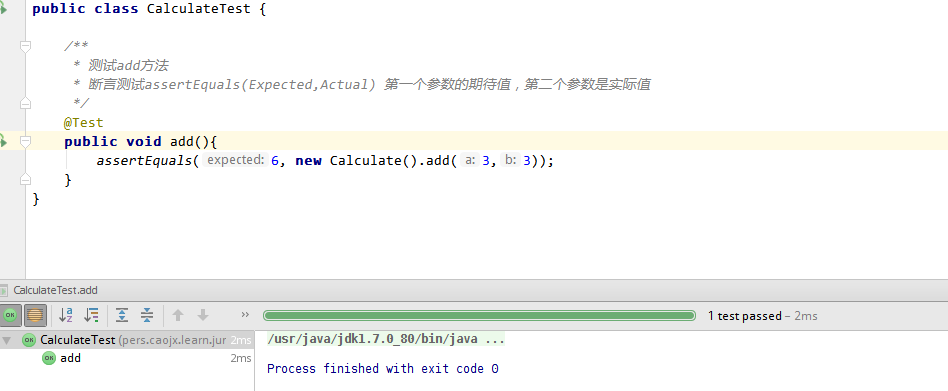 public class CalculateTest {
/**
* 测试add方法
* 断言测试assertEquals(Expected,Actual) 第一个参数的期待值，第二个参数是实际值
*/
@Test
public void add(){
assertEquals( expected: 6, new Calculate().add( a: 3, b: 3));
}
}
CalculateTest.add
OK
1 test passed – 2ms
OK CalculateTest (pers.caojx.learn.jur 2ms
OK add 2ms
/usr/java/jdk1.7.0_80/bin/java ...
Process finished with exit code 0